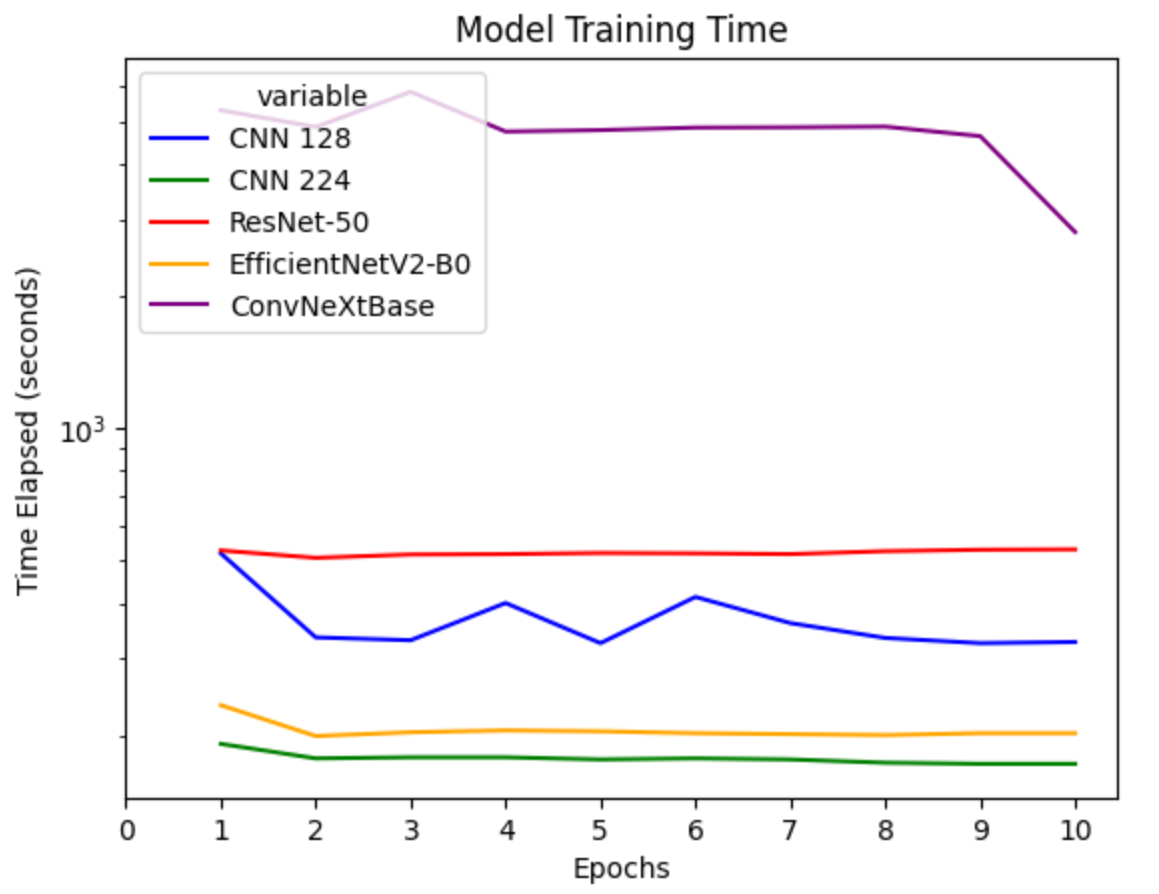 Model Training Time
variable
CNN 128
CNN 224
ResNet-50
EfficientNetV2-B0
ConvNeXtBase
Time Elapsed (seconds)
10³
0 1 2 3 4 5 6 7 8 9 10
Epochs